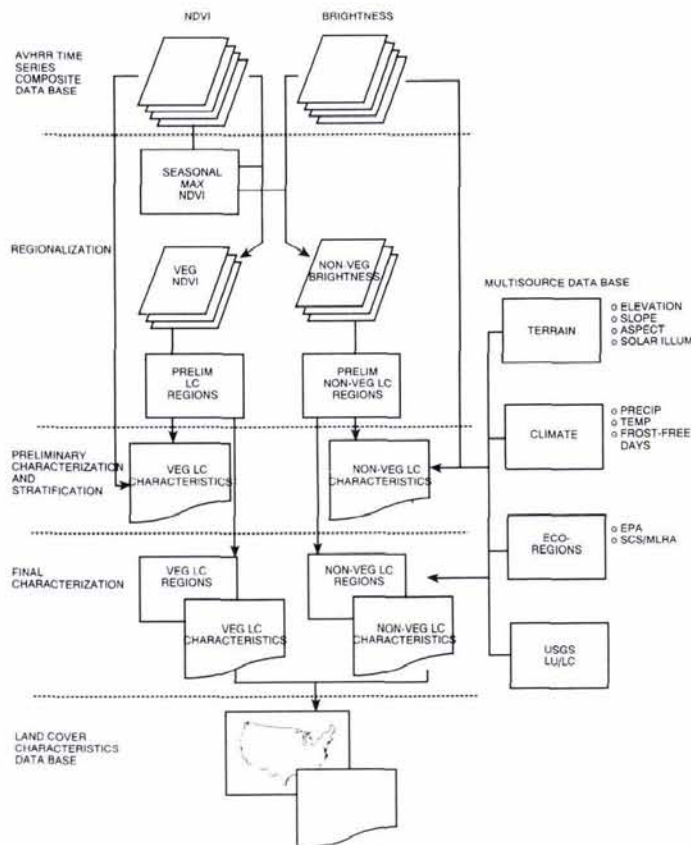 NDVI
BRIGHTNESS
AVHRR TIME
SERIES
COMPOSITE
DATA BASE
SEASONAL
MAX
NDVI
REGIONALIZATION
VEG
NDVI
NON-VEG
BRIGHTNESS
MULTISOURCE DATA BASE
TERRAIN
o ELEVATION
o SLOPE
o ASPECT
o SOLAR ILLUM
PRELIM
LC
REGIONS
PRELIM
NON-VEG LC
REGIONS
CLIMATE
o PRECIP
o TEMP
o FROST-FREE
DAYS
PRELIMINARY
CHARACTERIZATION
AND
STRATIFICATION
VEG LC
CHARACTERISTICS
NON-VEG LC
CHARACTERISTICS
ECO-
REGIONS
o EPA
o SCS/MLRA
FINAL
CHARACTERIZATION
VEG LC
REGIONS
NON-VEG LC
REGIONS
VEG LC
CHARACTERISTICS
NON-VEG LC
CHARACTERISTICS
USGS
LU/LC
LAND COVER
CHARACTERISTICS
DATA BASE